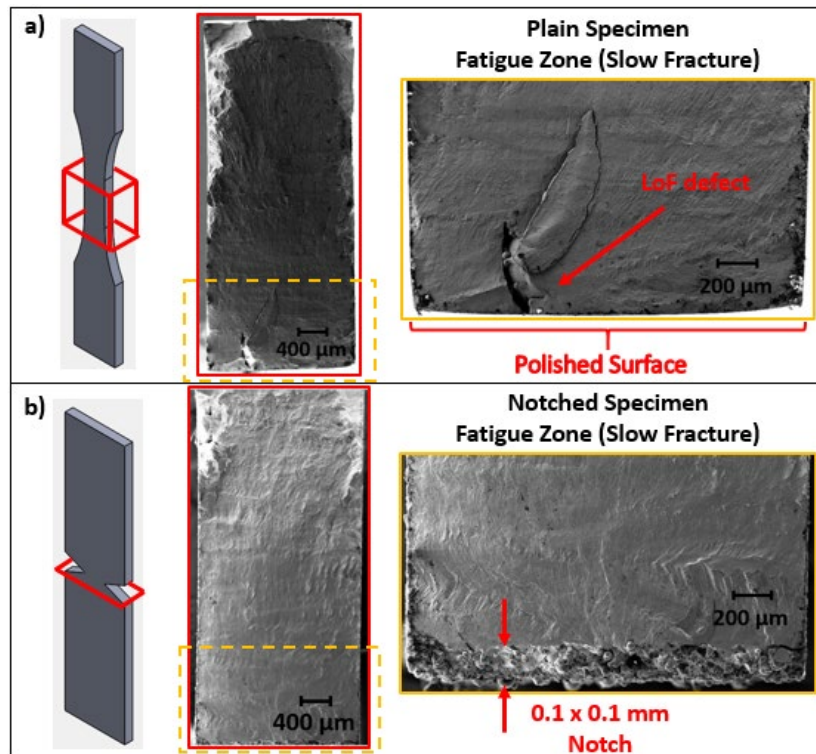 a)
Plain Specimen
Fatigue Zone (Slow Fracture)
LoF defect
400 µm
200 µm
Polished Surface
b)
Notched Specimen
Fatigue Zone (Slow Fracture)
400 µm
200 µm
0.1 x 0.1 mm
Notch